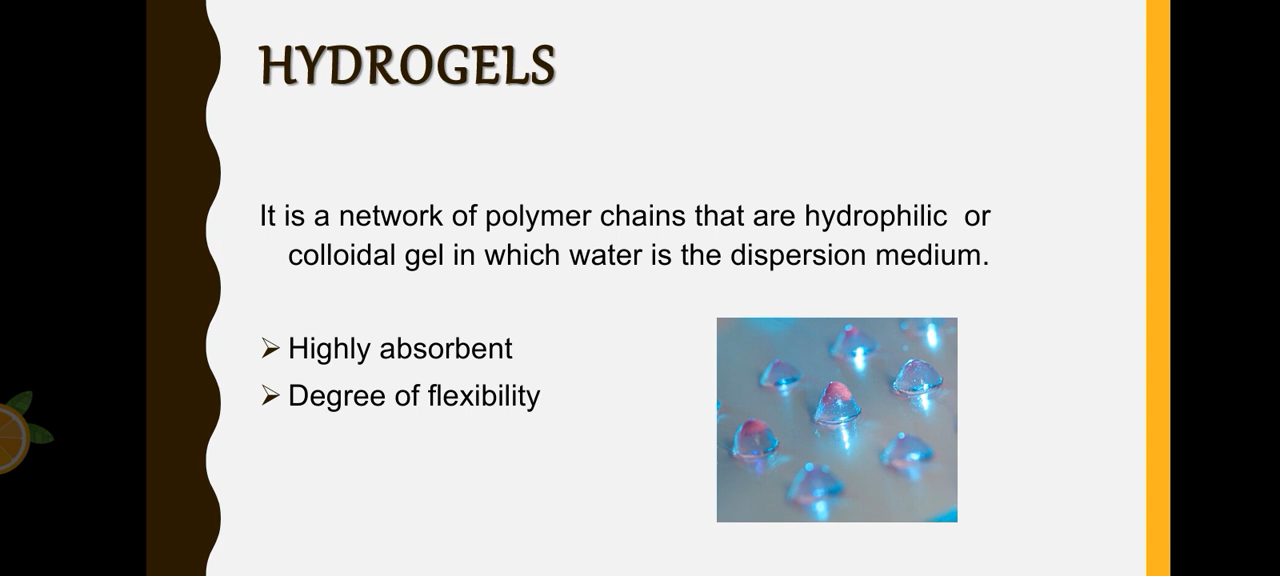 HYDROGELS
It is a network of polymer chains that are hydrophilic  or
colloidal gel in which water is the dispersion medium.
➢ Highly absorbent
➢ Degree of flexibility